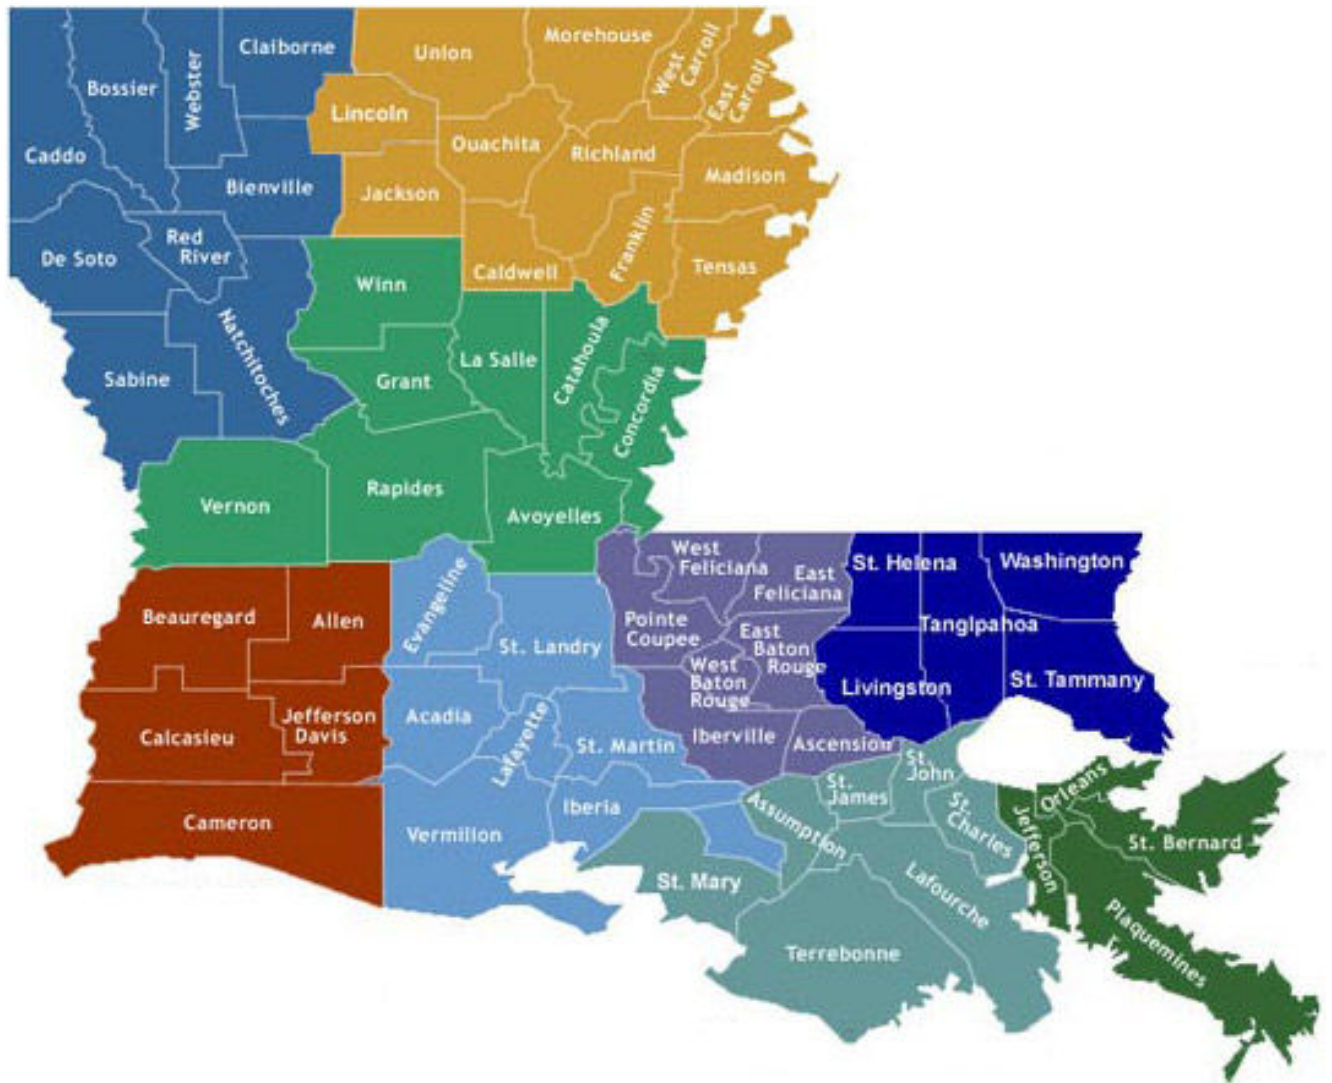 Claiborne
Union
Morehouse
West
Carroll
East
Carroll
Bossier
Webster
Lincoln
Ouachita
Richland
Madison
Caddo
Bienville
Jackson
Red
River
De Soto
Franklin
Tensas
Caldwell
Winn
Natchitoches
La Salle
Catahoula
Sabine
Grant
Concordia
Rapides
Vernon
Avoyelles
West
Feliciana
East
Feliciana
St. Helena
Washington
Beauregard
Allen
Evangeline
St. Landry
Pointe
Coupee
East
Baton
Rouge
Tanglpahoa
West
Baton
Rouge
Livingston
St. Tammany
Calcasieu
Jefferson
Davis
Acadia
Lafayette
St. Martin
Iberville
Ascension
St.
John
St.
James
Cameron
Vermilion
Iberia
Assumption
St.
Charles
Jefferson
Orleans
St. Bernard
St. Mary
Lafourche
Terrebonne
Plaquemines